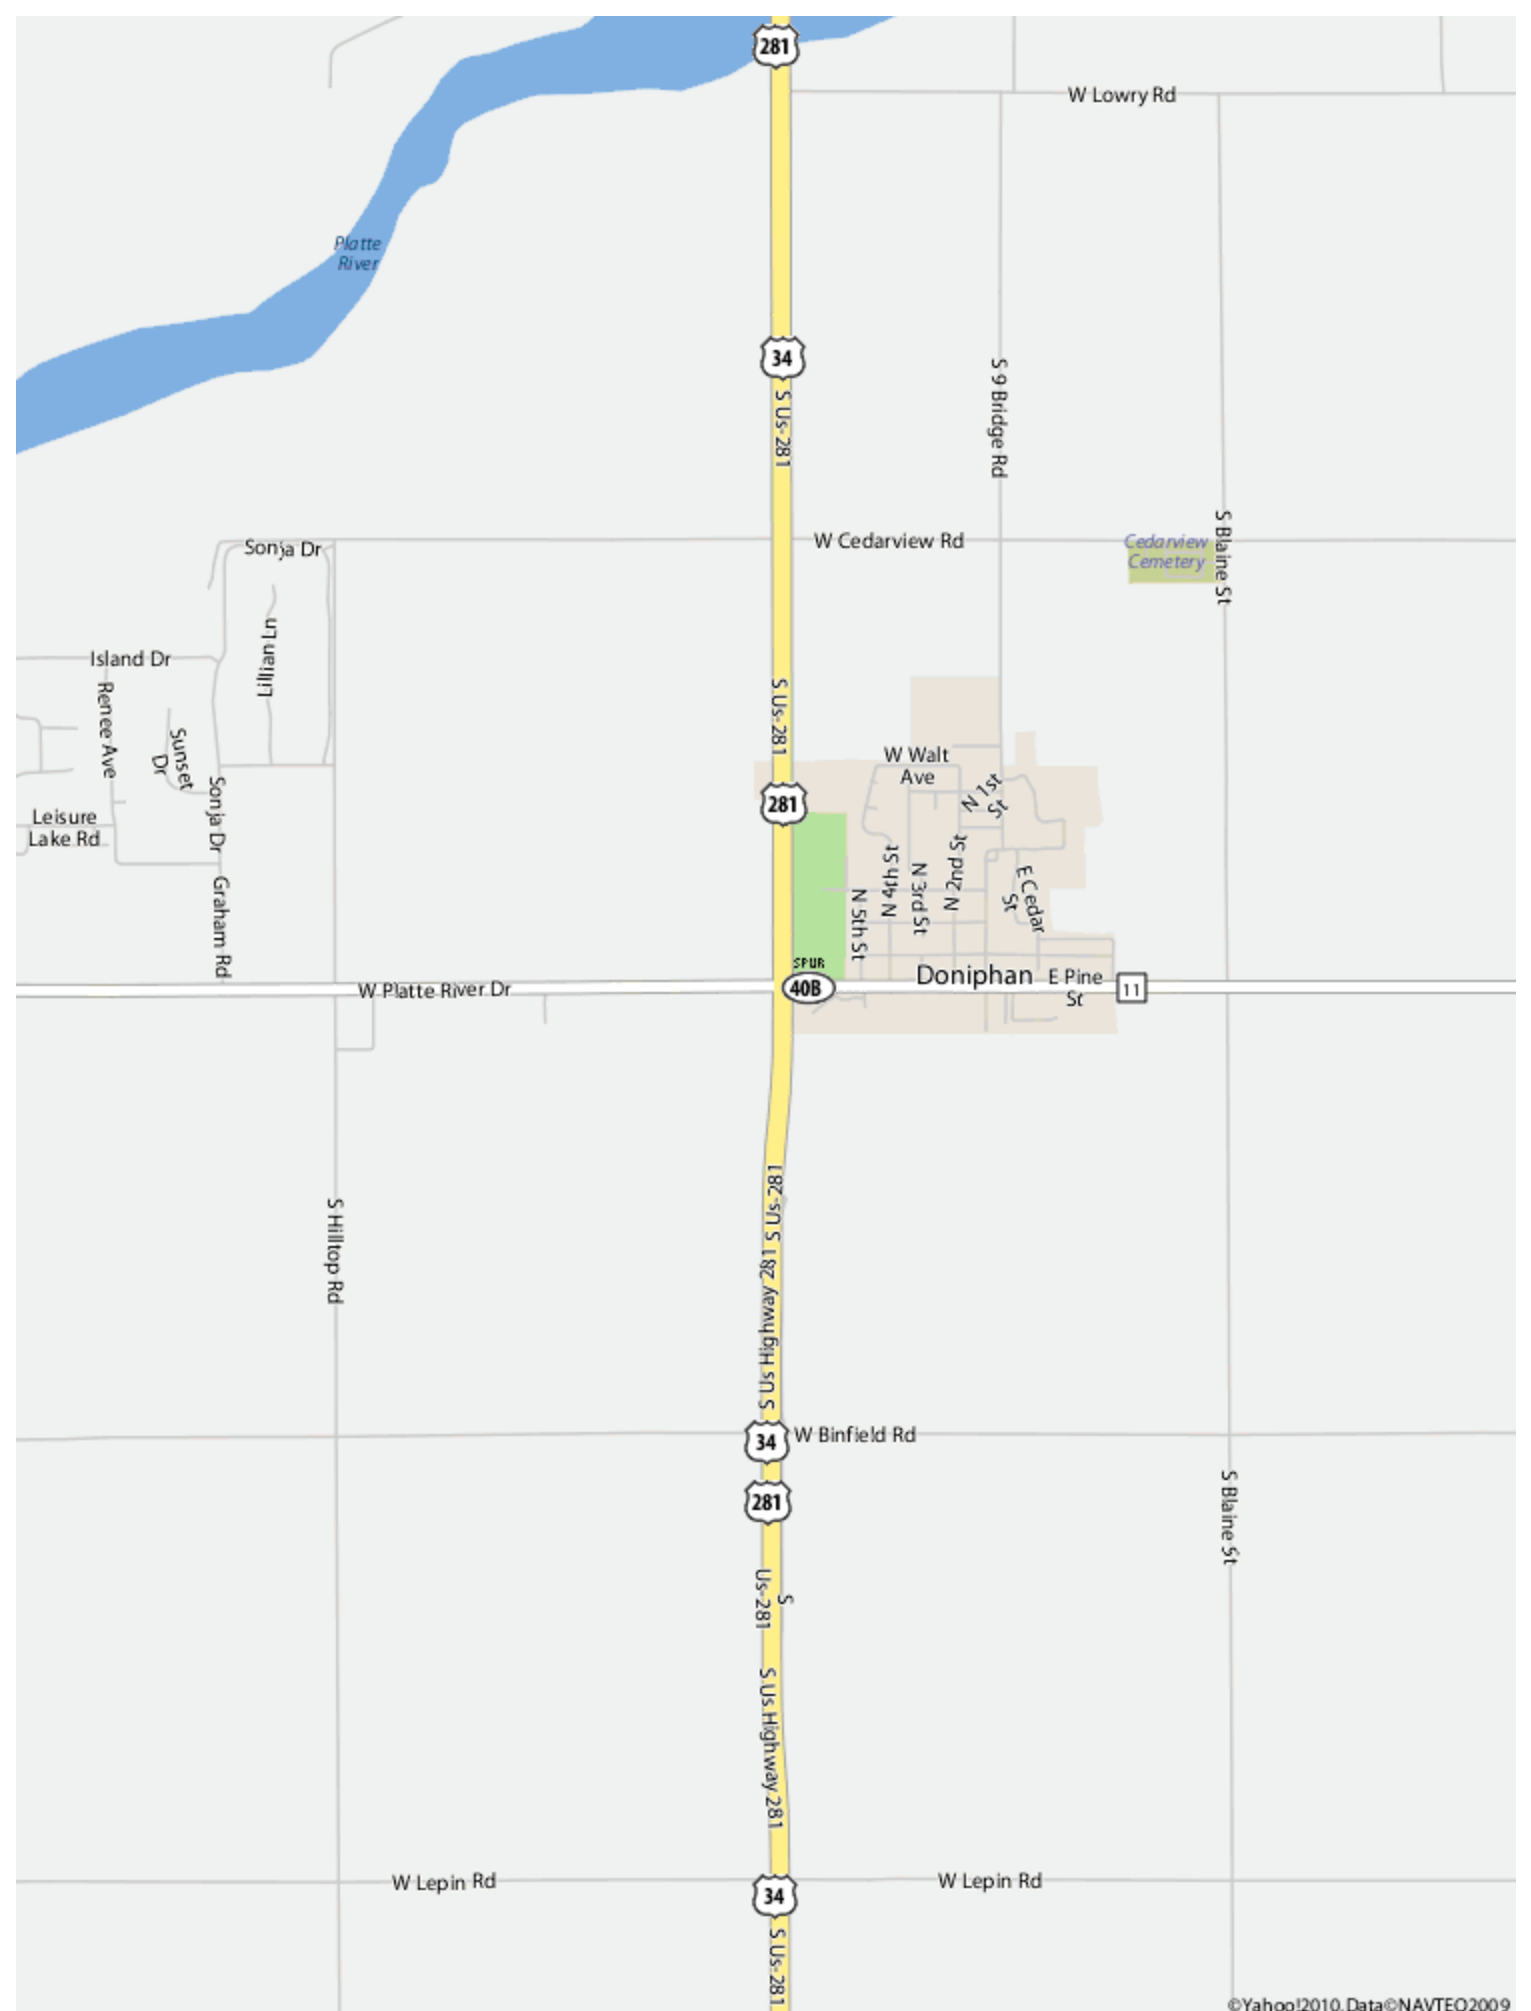 281
W Lowry Rd
Platte
River
34
S Us-281
S 9 Bridge Rd
W Cedarview Rd
Cedarview
Cemetery
S Blaine St
Sonja Dr
Lillian Ln
Island Dr
Renee Ave
Sunset
Dr
S Us-281
W Walt
Ave
281
N 1st
St
Sonja Dr
Leisure
Lake Rd
N 4th St
N 3rd St
N 2nd St
E Cedar
St
N 5th St
Graham Rd
SPUR
40B
Doniphan
E Pine
St
11
W Platte River Dr
S Us-281
S Hilltop Rd
S Us Highway 281
34
W Binfield Rd
281
S Blaine St
S
Us-281
S Us Highway 281
W Lepin Rd
W Lepin Rd
34
S Us-281
©Yahoo!2010, Data©NAVTEQ2009